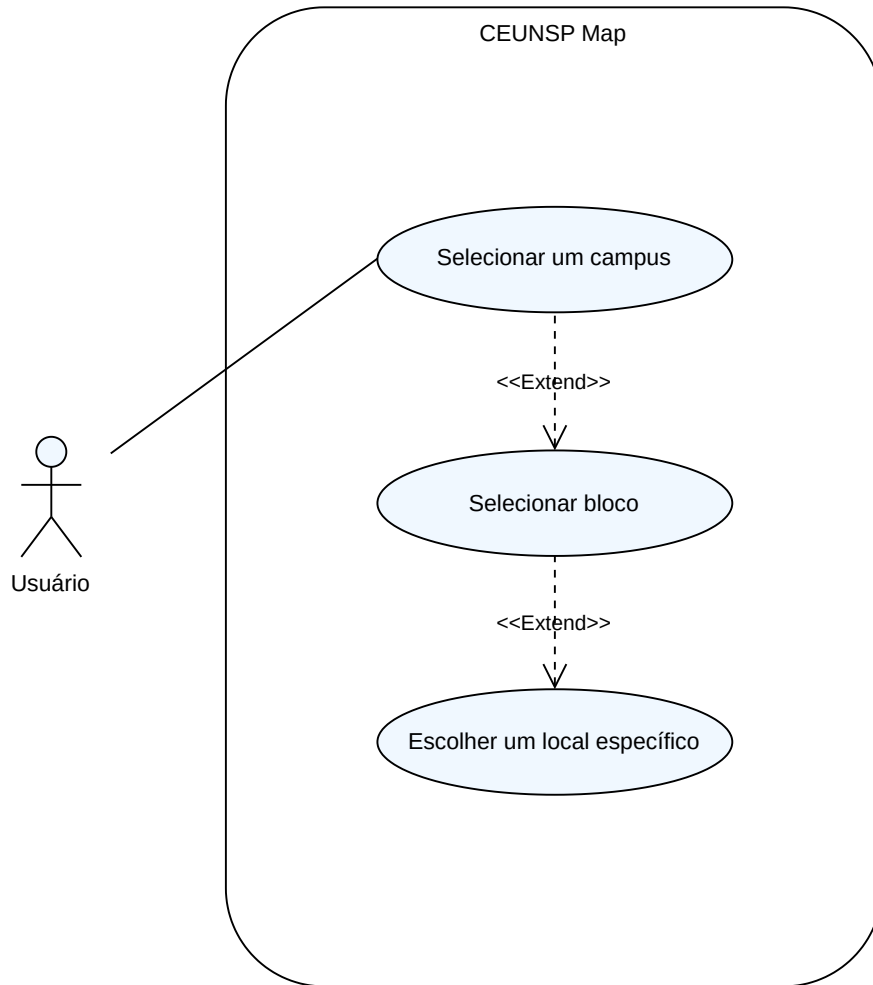 CEUNSP Map
Selecionar um campus
<<Extend>>
Selecionar bloco
Usuário
<<Extend>>
Escolher um local específico